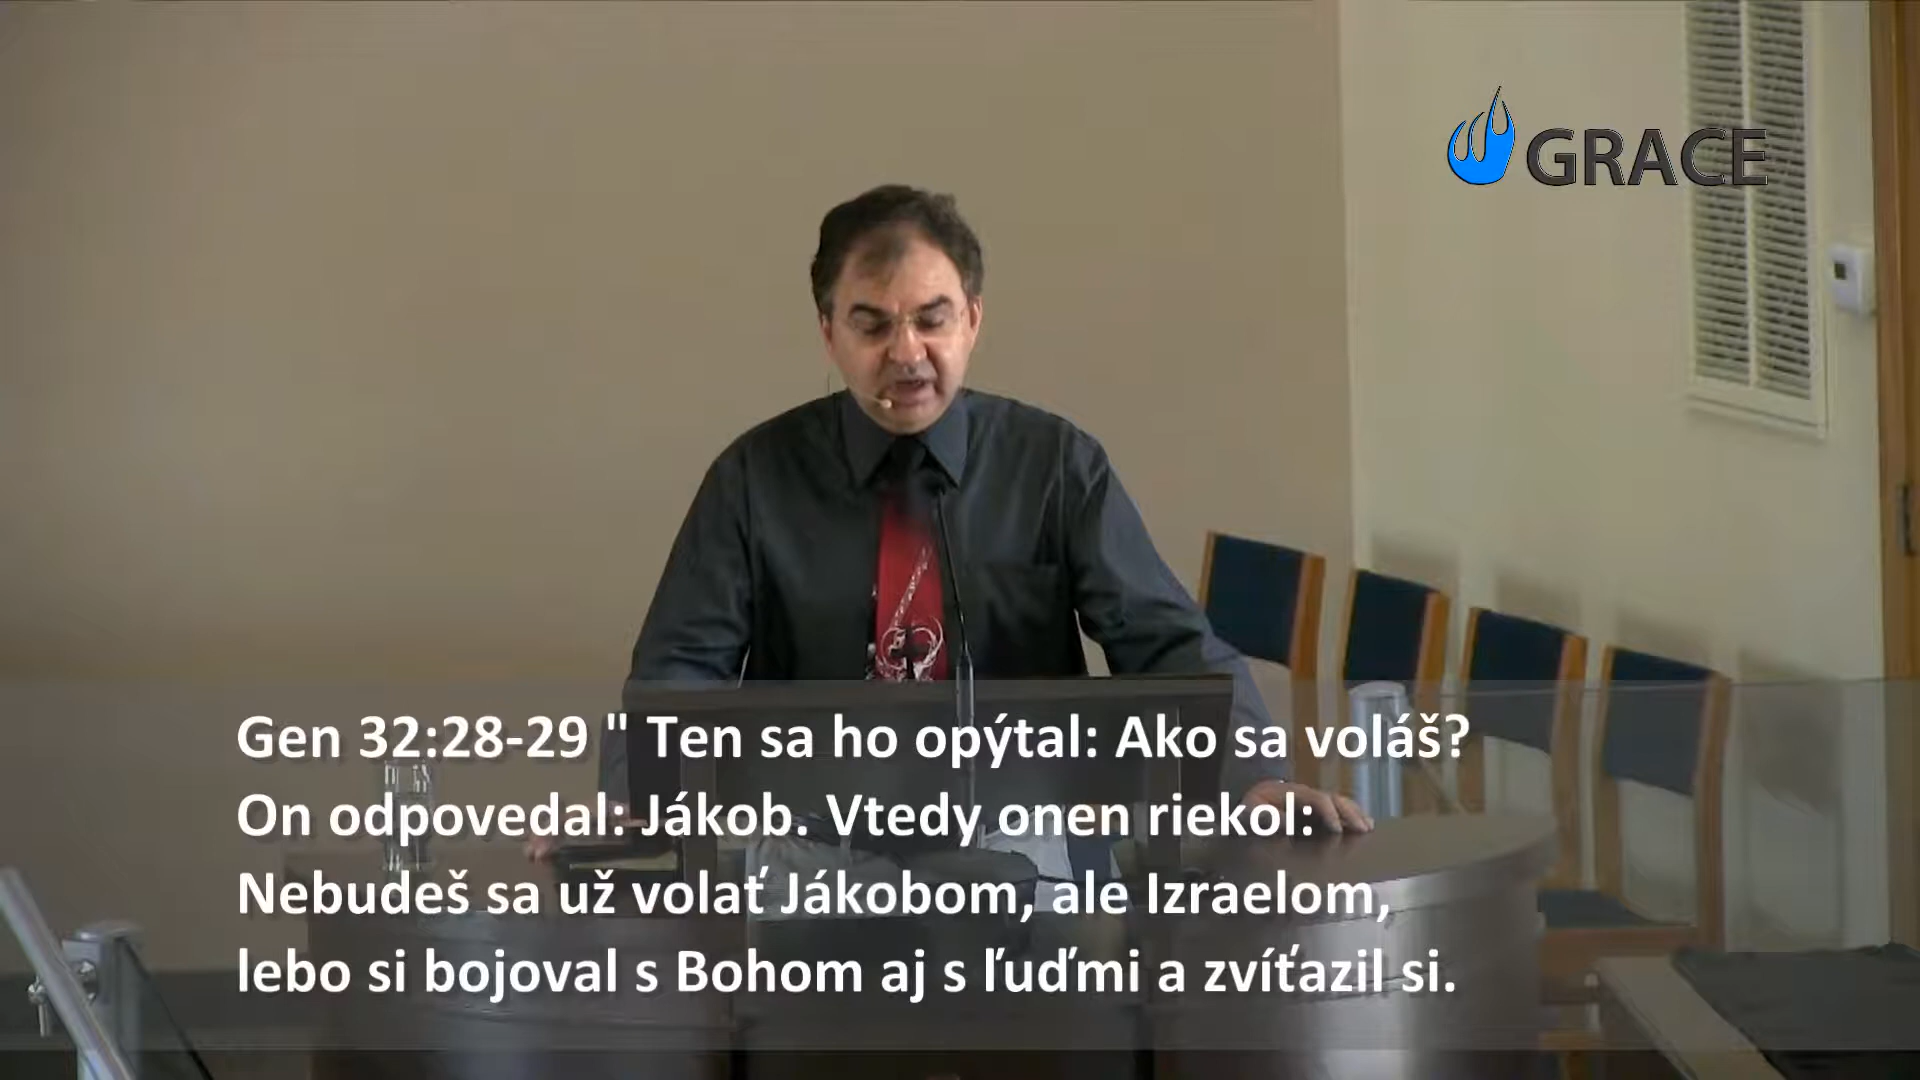 GRACE
Gen 32:28-29 " Ten sa ho opýtal: Ako sa voláš?
On odpovedal: Jákob. Vtedy onen riekol:
Nebudeš sa už volať Jákobom, ale Izraelom,
lebo si bojoval s Bohom aj s ľuďmi a zvíťazil si.